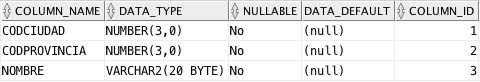 COLUMN_NAME DATA_TYPE NULLABLE DATA_DEFAULT COLUMN_ID
CODCIUDAD NUMBER(3,0) No (null) 1
CODPROVINCIA NUMBER(3,0) No (null) 2
NOMBRE VARCHAR2(20 BYTE) No (null) 3